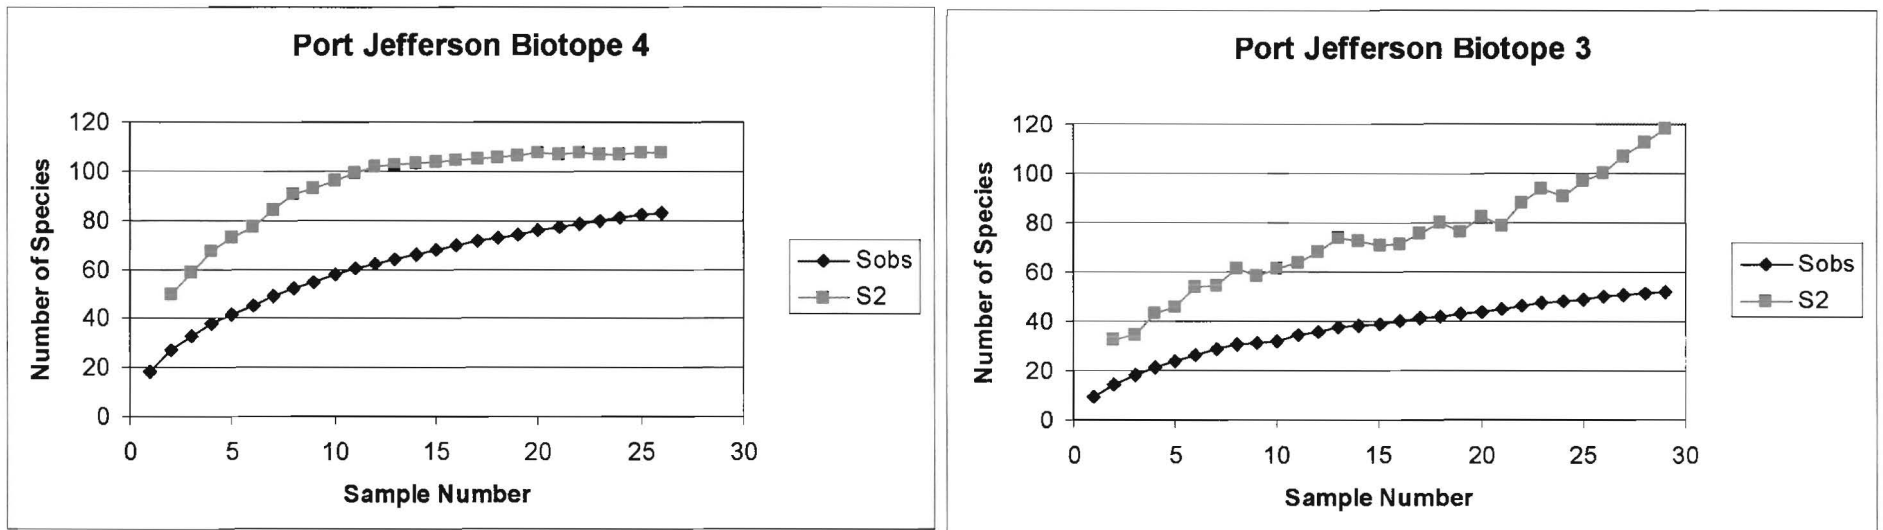 Port Jefferson Biotope 4
120
100
80
60
40
20
0
Number of Species
0 5 10 15 20 25 30
Sample Number
Sobs
S2
Port Jefferson Biotope 3
120
100
80
60
40
20
0
Number of Species
0 5 10 15 20 25 30
Sample Number
Sobs
S2